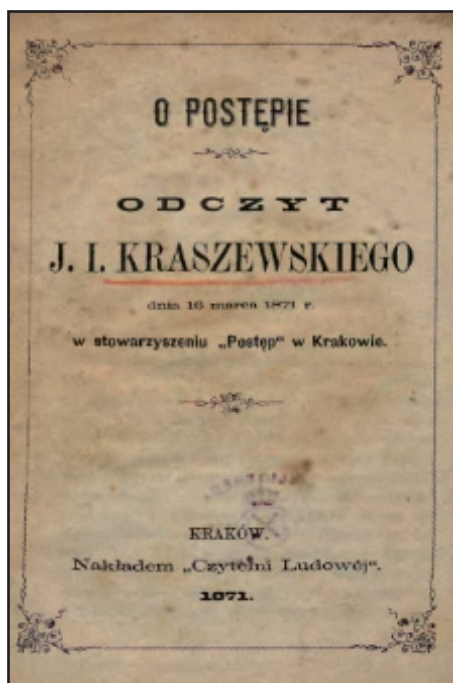 O POSTĘPIE
ODCZYT
J. I. KRASZEWSKIEGO
dnia 16 marca 1871 r.
w stowarzyszeniu „Postęp“ w Krakowie.
KRAKÓW.
Nakładem „Czytelni Ludowéj“.
1871.